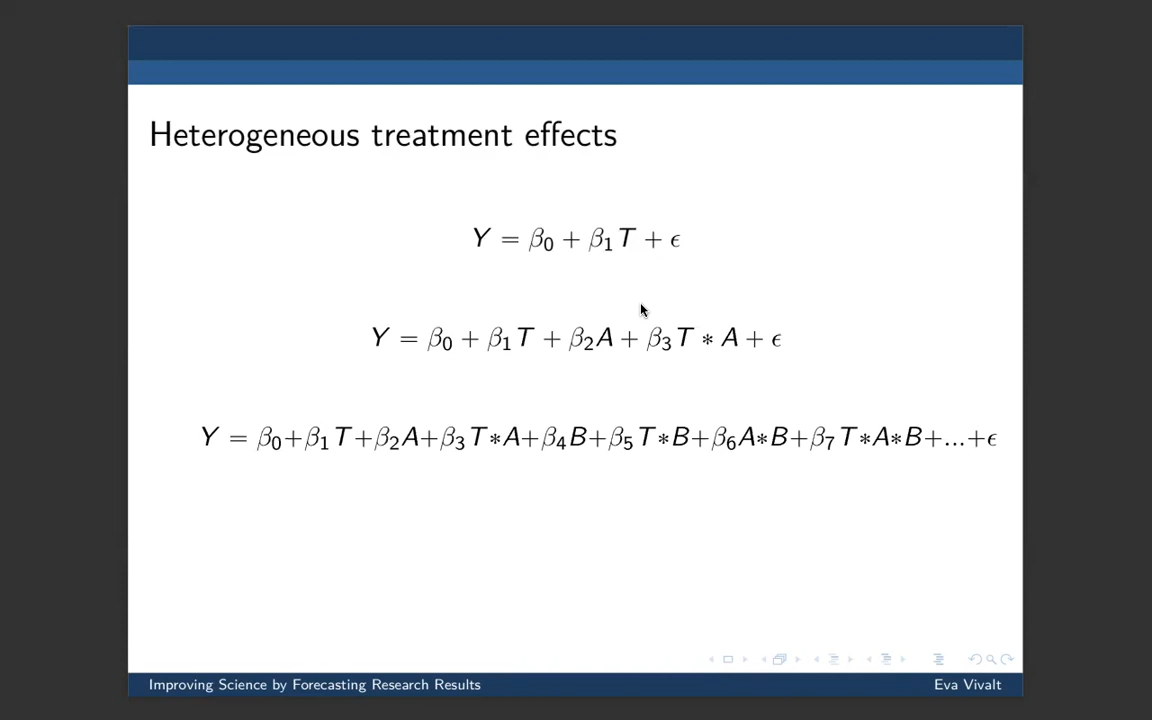 Heterogeneous treatment effects
Y = β₀ + β₁T + ϵ
Y = β₀ + β₁T + β₂A + β₃T ∗ A + ϵ
Y = β₀+β₁T+β₂A+β₃T∗A+β₄B+β₅T∗B+β₆A∗B+β₇T∗A∗B+...+ϵ
Improving Science by Forecasting Research Results
Eva Vivalt